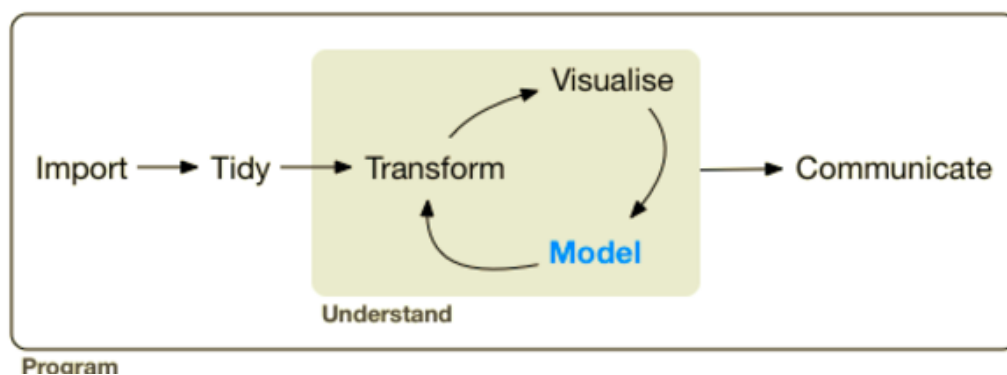 Visualise
Import Tidy Transform Communicate
Model
Understand
Program